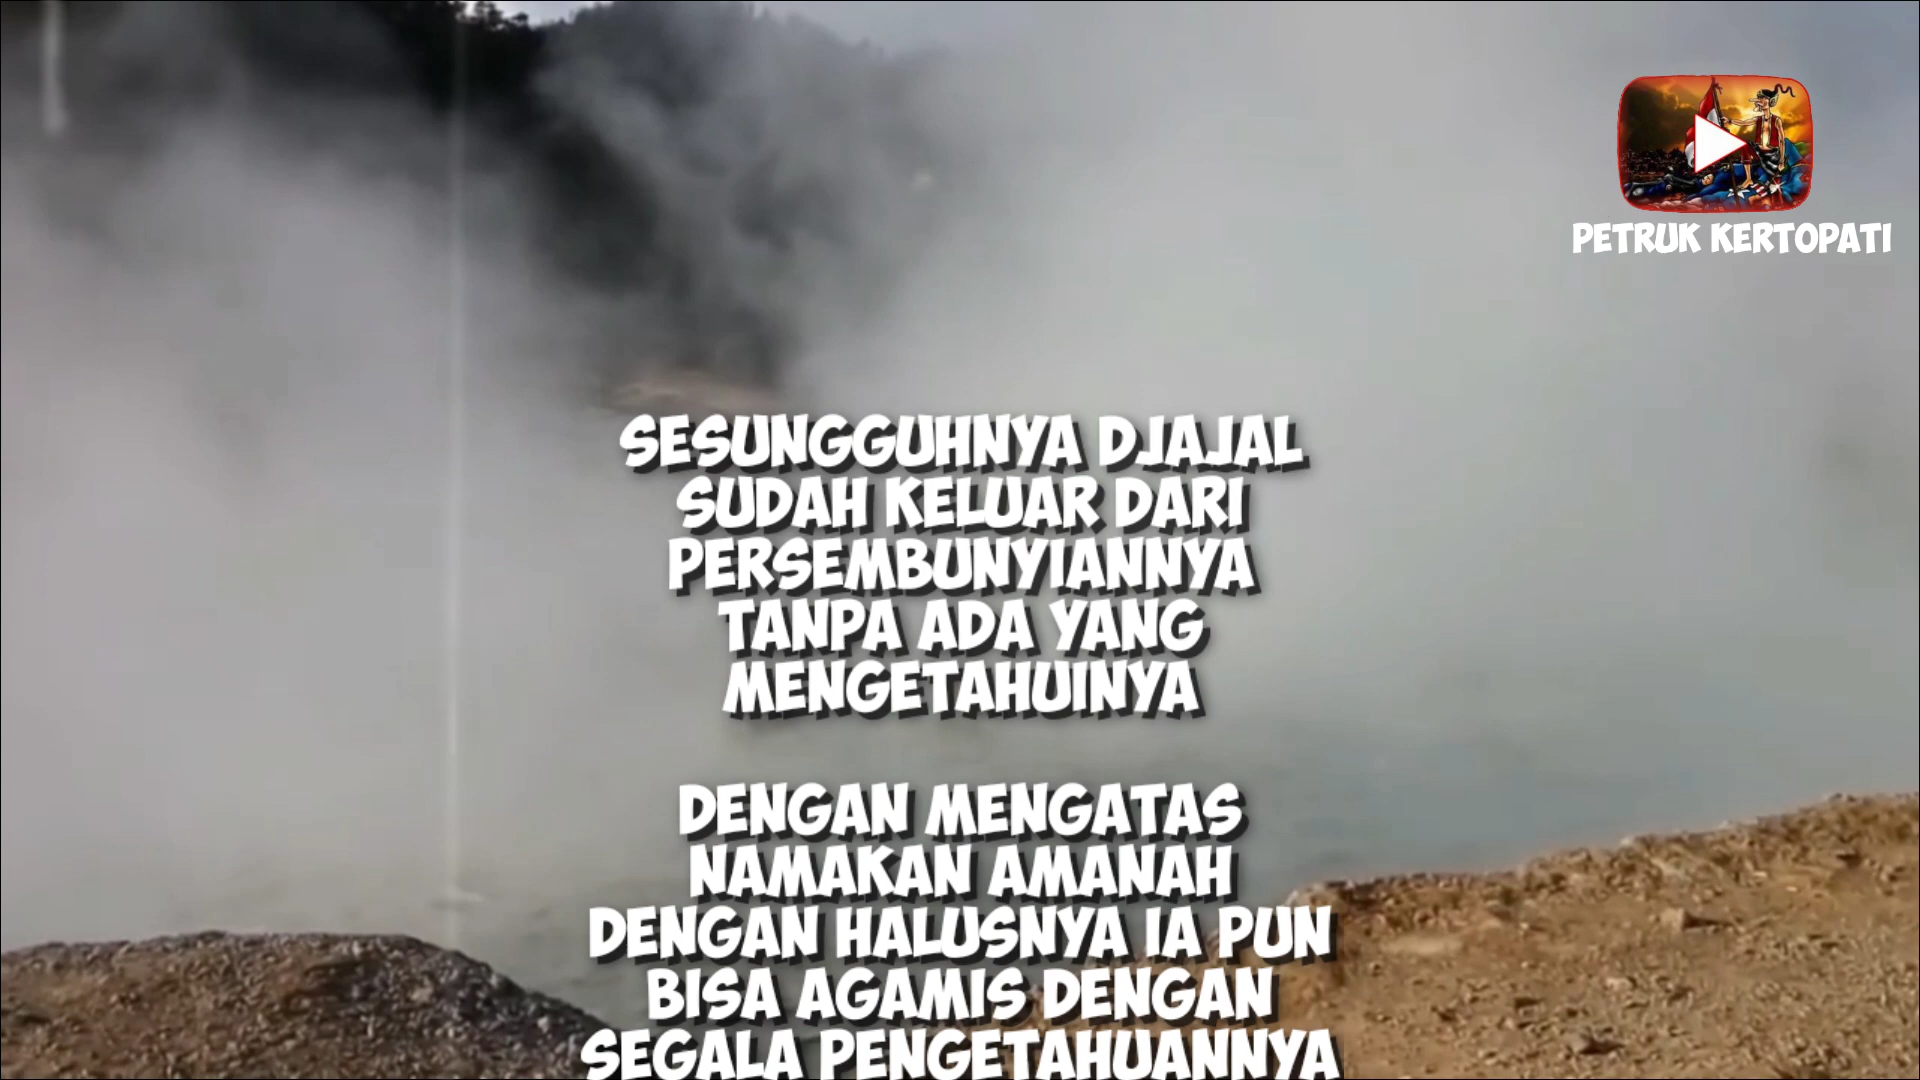 PETRUK KERTOPATI
SESUNGGUHNYA DJAJAL
SUDAH KELUAR DARI
PERSEMBUNYIANNYA
TANPA ADA YANG
MENGETAHUINYA
DENGAN MENGATAS
NAMAKAN AMANAH
DENGAN HALUSNYA IA PUN
BISA AGAMIS DENGAN
SEGALA PENGETAHUANNYA